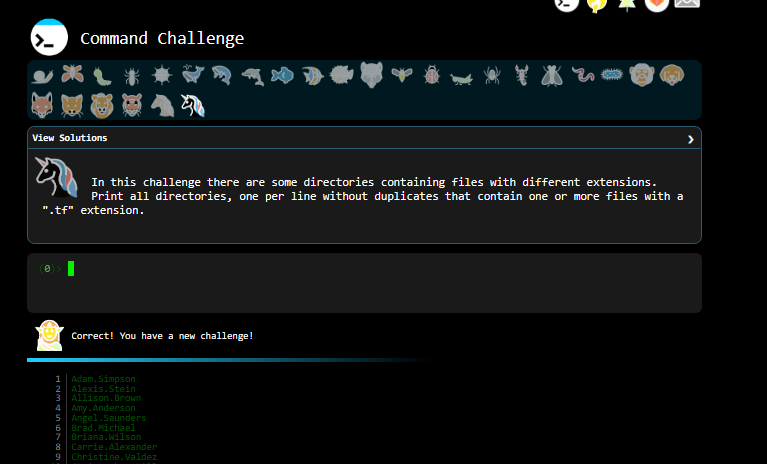 Command Challenge
View Solutions
In this challenge there are some directories containing files with different extensions.
Print all directories, one per line without duplicates that contain one or more files with a
".tf" extension.
(0)>
Correct! You have a new challenge!
1 Adam.Simpson
2 Alexis.Stein
3 Allison.Brown
4 Amy.Anderson
5 Angel.Saunders
6 Brad.Michael
7 Briana.Wilson
8 Carrie.Alexander
9 Christine.Valdez